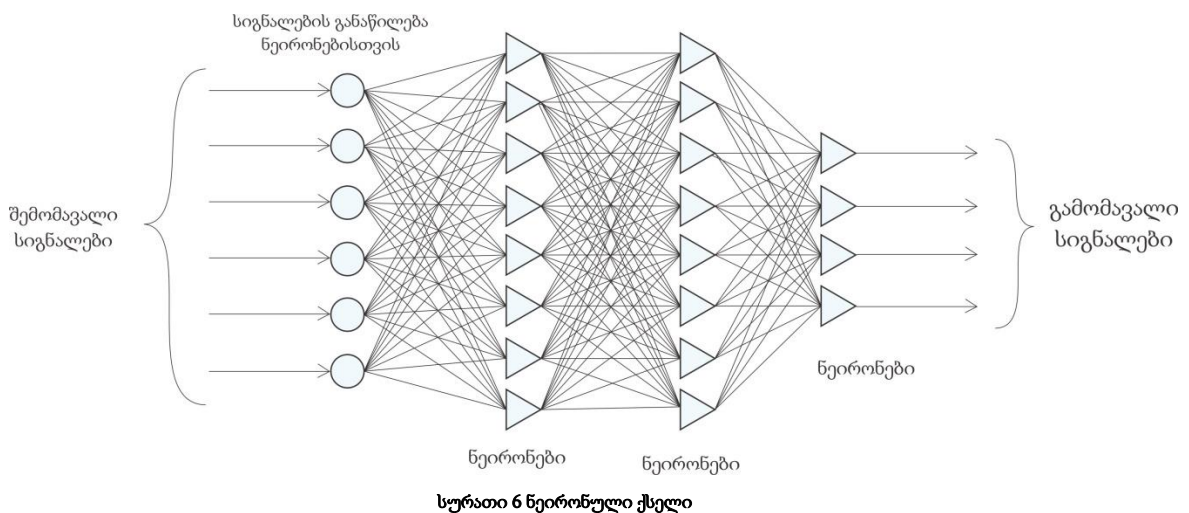 სიგნალების განაწილება
ნეირონებისთვის
შემომავალი
სიგნალები
გამომავალი
სიგნალები
ნეირონები
ნეირონები
ნეირონები
სურათი 6 ნეირონული ქსელი